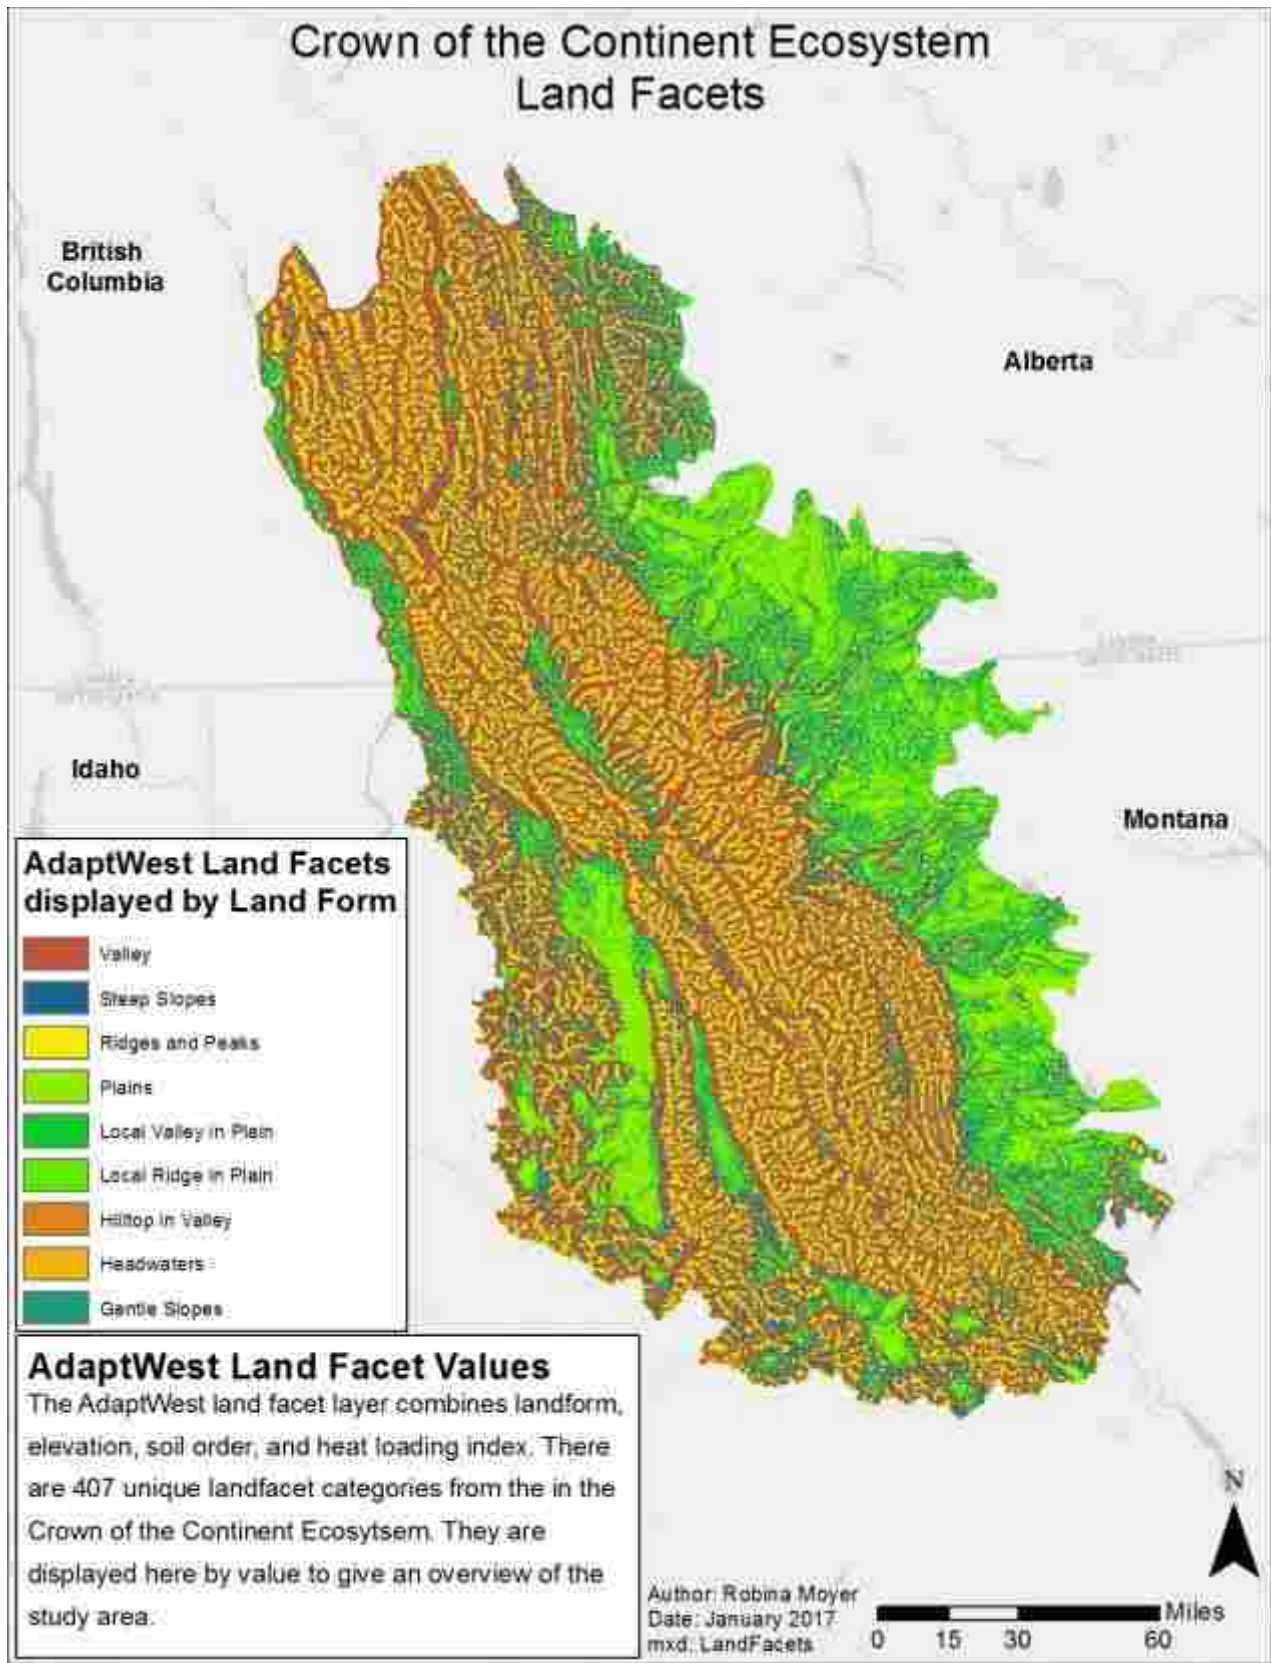 Crown of the Continent Ecosystem
Land Facets
British
Columbia
Alberta
Idaho
Montana
AdaptWest Land Facets
displayed by Land Form
Valley
Steep Slopes
Ridges and Peaks
Plains
Local Valley in Plain
Local Ridge in Plain
Hilltop in Valley
Headwaters
Gentle Slopes
AdaptWest Land Facet Values
The AdaptWest land facet layer combines landform,
elevation, soil order, and heat loading index. There
are 407 unique landfacet categories from the in the
Crown of the Continent Ecosytsem. They are
displayed here by value to give an overview of the
study area.
N
Author: Robina Moyer
Date: January 2017
mxd: LandFacets
Miles
0 15 30 60